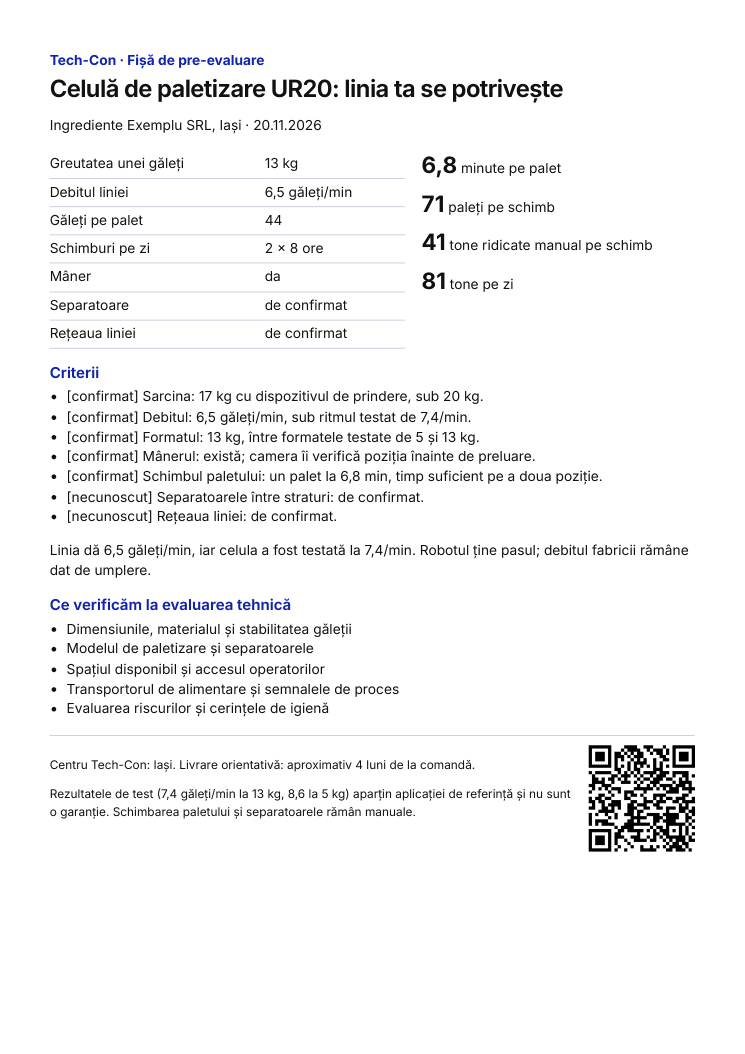 Tech-Con · Fișă de pre-evaluare
Celulă de paletizare UR20: linia ta se potrivește
Ingrediente Exemplu SRL, Iași · 20.11.2026
Greutatea unei găleți 13 kg
Debitul liniei 6,5 găleți/min
Găleți pe palet 44
Schimburi pe zi 2 × 8 ore
Mâner da
Separatoare de confirmat
Rețeaua liniei de confirmat
6,8 minute pe palet
71 paleți pe schimb
41 tone ridicate manual pe schimb
81 tone pe zi
Criterii
• [confirmat] Sarcina: 17 kg cu dispozitivul de prindere, sub 20 kg.
• [confirmat] Debitul: 6,5 găleți/min, sub ritmul testat de 7,4/min.
• [confirmat] Formatul: 13 kg, între formatele testate de 5 și 13 kg.
• [confirmat] Mânerul: există; camera îi verifică poziția înainte de preluare.
• [confirmat] Schimbul paletului: un palet la 6,8 min, timp suficient pe a doua poziție.
• [necunoscut] Separatoarele între straturi: de confirmat.
• [necunoscut] Rețeaua liniei: de confirmat.
Linia dă 6,5 găleți/min, iar celula a fost testată la 7,4/min. Robotul ține pasul; debitul fabricii rămâne
dat de umplere.
Ce verificăm la evaluarea tehnică
• Dimensiunile, materialul și stabilitatea găleții
• Modelul de paletizare și separatoarele
• Spațiul disponibil și accesul operatorilor
• Transportorul de alimentare și semnalele de proces
• Evaluarea riscurilor și cerințele de igienă
Centru Tech-Con: Iași. Livrare orientativă: aproximativ 4 luni de la comandă.
Rezultatele de test (7,4 găleți/min la 13 kg, 8,6 la 5 kg) aparțin aplicației de referință și nu sunt
o garanție. Schimbarea paletului și separatoarele rămân manuale.